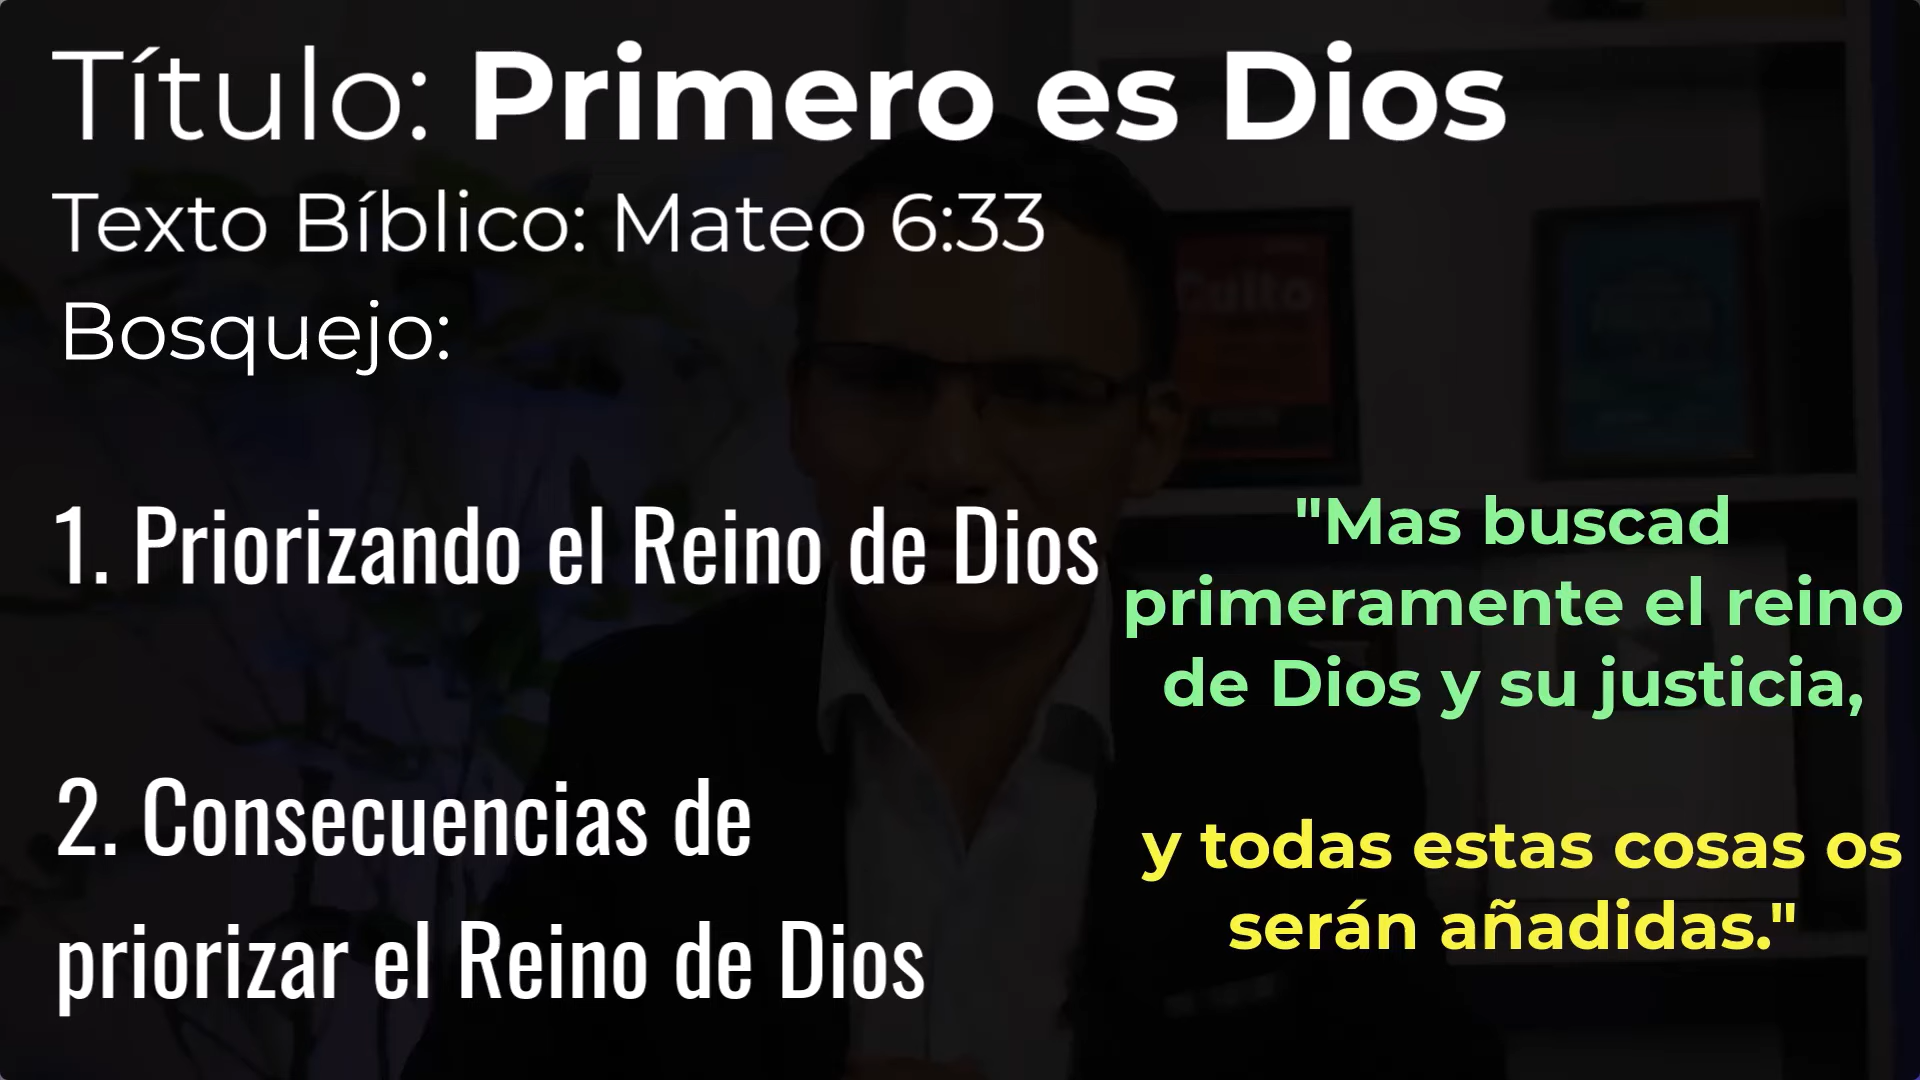 Título: Primero es Dios
Texto Bíblico: Mateo 6:33
Bosquejo:
1. Priorizando el Reino de Dios
2. Consecuencias de
priorizar el Reino de Dios
"Mas buscad
primeramente el reino
de Dios y su justicia,
y todas estas cosas os
serán añadidas."
Culto